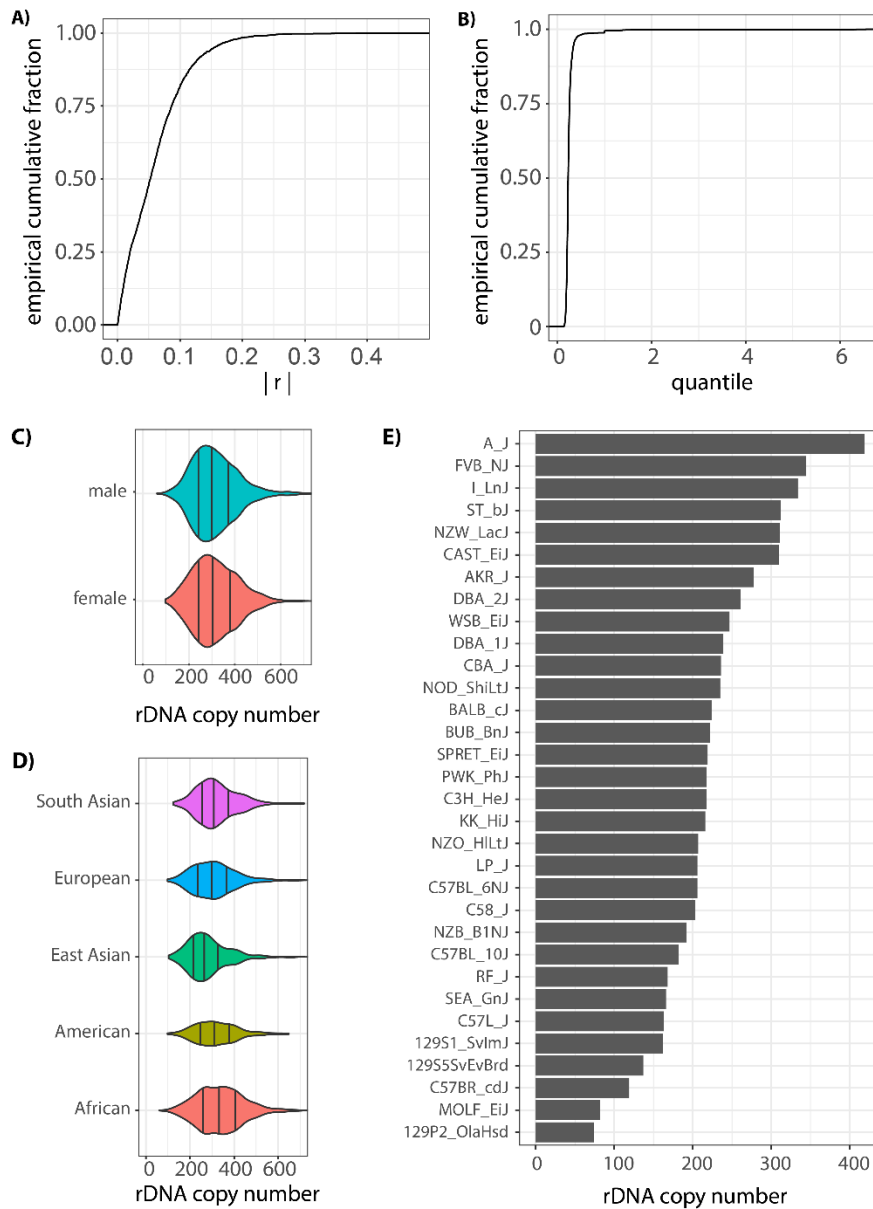 A)
1.00
0.75
0.50
0.25
0.00
empirical cumulative fraction
0.0 0.1 0.2 0.3 0.4
| r |
B)
1.00
0.75
0.50
0.25
0
empirical cumulative fraction
0 2 4 6
quantile
C)
male
female
0 200 400 600
rDNA copy number
D)
South Asian
European
East Asian
American
African
0 200 400 600
rDNA copy number
E)
A_J
FVB_NJ
I_LnJ
ST_bJ
NZW_LacJ
CAST_EiJ
AKR_J
DBA_2J
WSB_EiJ
DBA_1J
CBA_J
NOD_ShiLtJ
BALB_cJ
BUB_BnJ
SPRET_EiJ
PWK_PhJ
C3H_HeJ
KK_HiJ
NZO_HlLtJ
LP_J
C57BL_6NJ
C58_J
NZB_B1NJ
C57BL_10J
RF_J
SEA_GnJ
C57L_J
129S1_SvImJ
129S5SvEvBrd
C57BR_cdJ
MOLF_EiJ
129P2_OlaHsd
0 100 200 300 400
rDNA copy number